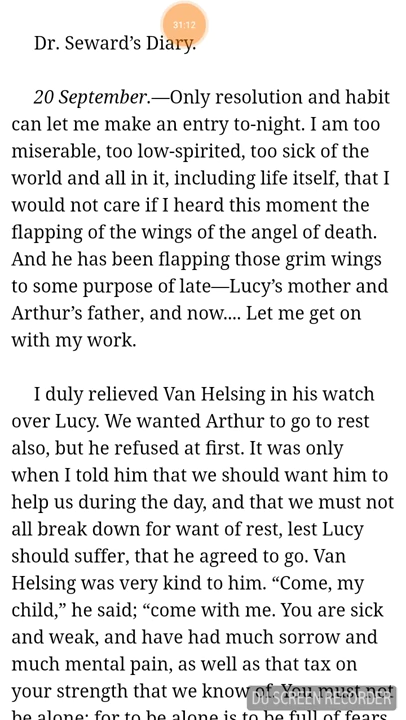 31:12
Dr. Seward’s Diary.
20 September.—Only resolution and habit
can let me make an entry to-night. I am too
miserable, too low-spirited, too sick of the
world and all in it, including life itself, that I
would not care if I heard this moment the
flapping of the wings of the angel of death.
And he has been flapping those grim wings
to some purpose of late—Lucy’s mother and
Arthur’s father, and now.... Let me get on
with my work.
I duly relieved Van Helsing in his watch
over Lucy. We wanted Arthur to go to rest
also, but he refused at first. It was only
when I told him that we should want him to
help us during the day, and that we must not
all break down for want of rest, lest Lucy
should suffer, that he agreed to go. Van
Helsing was very kind to him. “Come, my
child,” he said; “come with me. You are sick
and weak, and have had much sorrow and
much mental pain, as well as that tax on
your strength that we know of. You must not
DU SCREEN RECORDER
be alone; for to be alone is to be full of fears